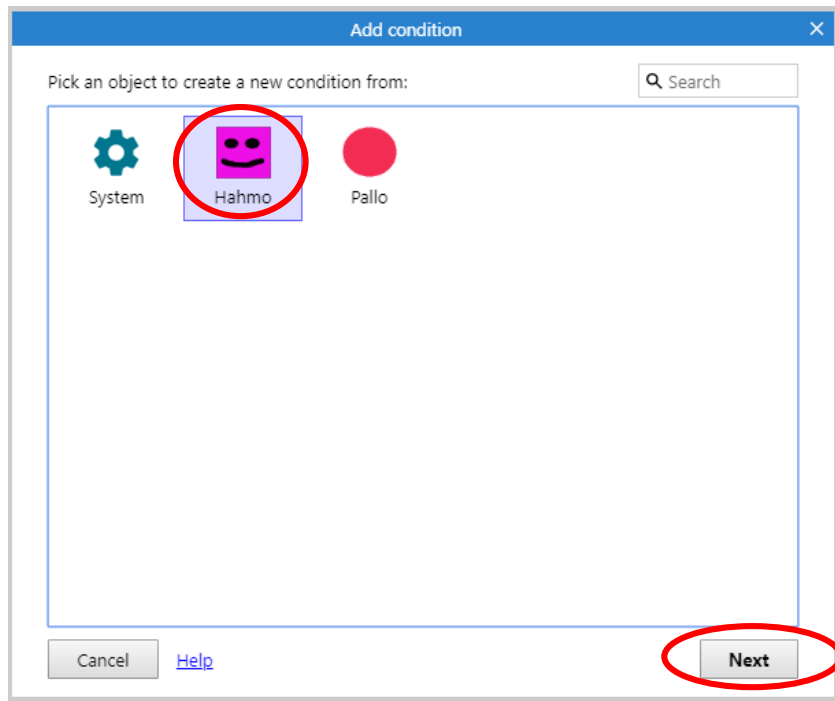 Add condition
Pick an object to create a new condition from:
Search
System
Hahmo
Pallo
Cancel
Help
Next